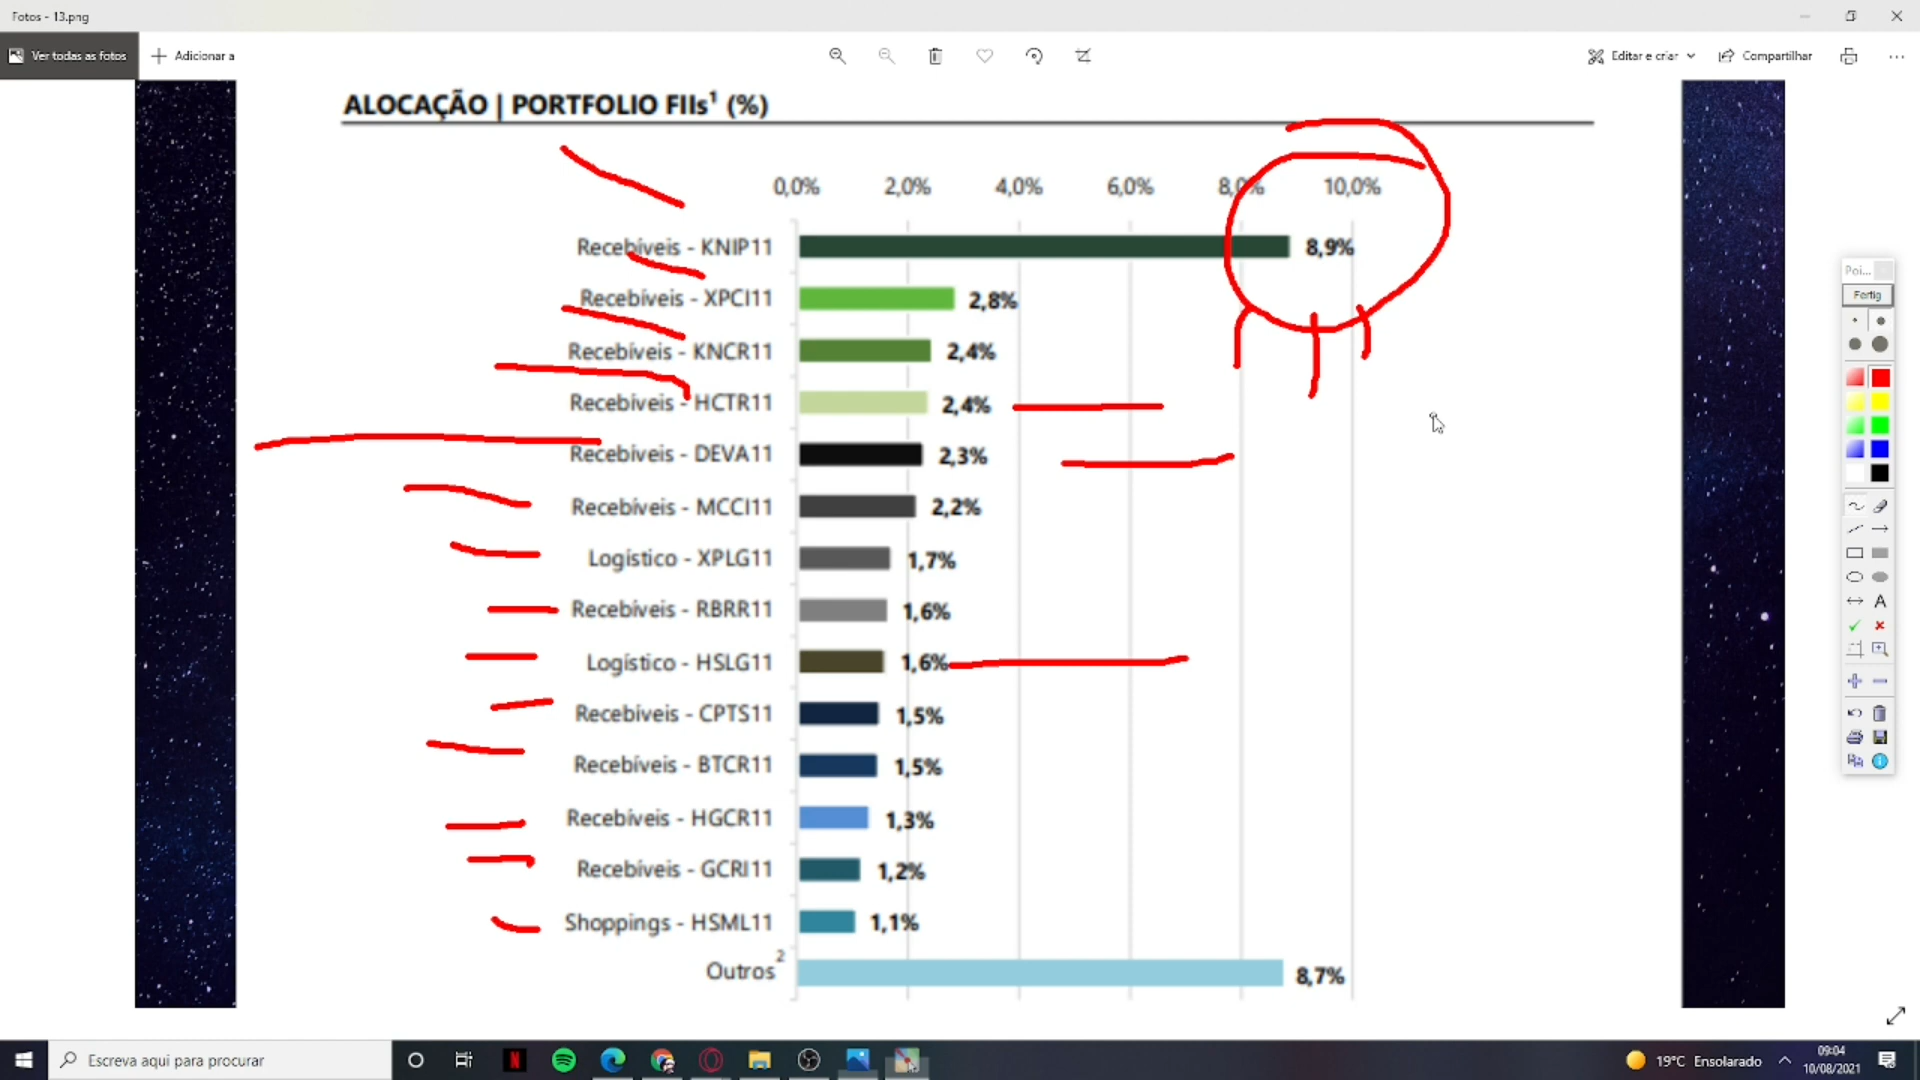 Fotos - 13.png
Ver todas as fotos
Adicionar a
Editar e criar
Compartilhar
ALOCAÇÃO | PORTFOLIO FIIs¹ (%)
0,0% 2,0% 4,0% 6,0% 8,0% 10,0%
Recebíveis - KNIP11 8,9%
Recebíveis - XPCI11 2,8%
Recebíveis - KNCR11 2,4%
Recebíveis - HCTR11 2,4%
Recebíveis - DEVA11 2,3%
Recebíveis - MCCI11 2,2%
Logístico - XPLG11 1,7%
Recebíveis - RBRR11 1,6%
Logístico - HSLG11 1,6%
Recebíveis - CPTS11 1,5%
Recebíveis - BTCR11 1,5%
Recebíveis - HGCR11 1,3%
Recebíveis - GCRI11 1,2%
Shoppings - HSML11 1,1%
Outros² 8,7%
Poi...
Fertig
A
Escreva aqui para procurar
19°C Ensolarado
09:04
10/08/2021